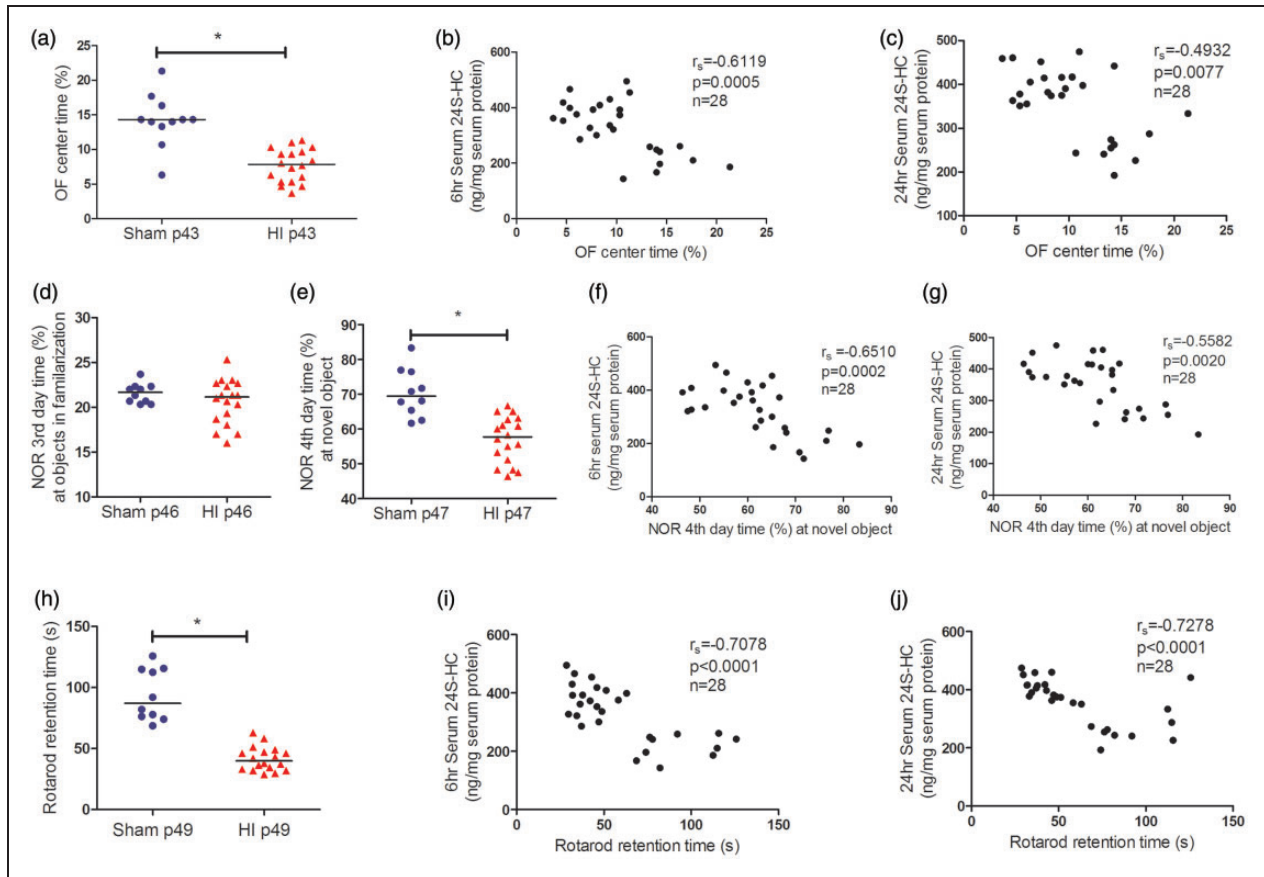 (a)
*
OF center time (%)
25
20
15
10
5
0
Sham p43
HI p43
(b)
6hr Serum 24S-HC
(ng/mg serum protein)
600
400
200
0
rs=-0.6119
p=0.0005
n=28
0
5
10
15
20
25
OF center time (%)
(c)
24hr Serum 24S-HC
(ng/mg serum protein)
500
400
300
200
100
rs=-0.4932
p=0.0077
n=28
0
5
10
15
20
25
OF center time (%)
(d)
NOR 3rd day time (%)
at objects in familarization
30
25
20
15
10
Sham p46
HI p46
(e)
*
NOR 4th day time (%)
at novel object
90
80
70
60
50
40
Sham p47
HI p47
(f)
6hr serum 24S-HC
(ng/mg serum protein)
600
400
200
0
rs =-0.6510
p=0.0002
n=28
40
50
60
70
80
90
NOR 4th day time (%) at novel object
(g)
24hr Serum 24S-HC
(ng/mg serum protein)
500
400
300
200
100
0
rs =-0.5582
p=0.0020
n=28
40
50
60
70
80
90
NOR 4th day time (%) at novel object
(h)
*
Rotarod retention time (s)
150
100
50
0
Sham p49
HI p49
(i)
6hr Serum 24S-HC
(ng/mg serum protein)
600
400
200
0
rs=-0.7078
p<0.0001
n=28
0
50
100
150
Rotarod retention time (s)
(j)
24hr Serum 24S-HC
(ng/mg serum protein)
600
400
200
0
rs=-0.7278
p<0.0001
n=28
0
50
100
150
Rotarod retention time (s)